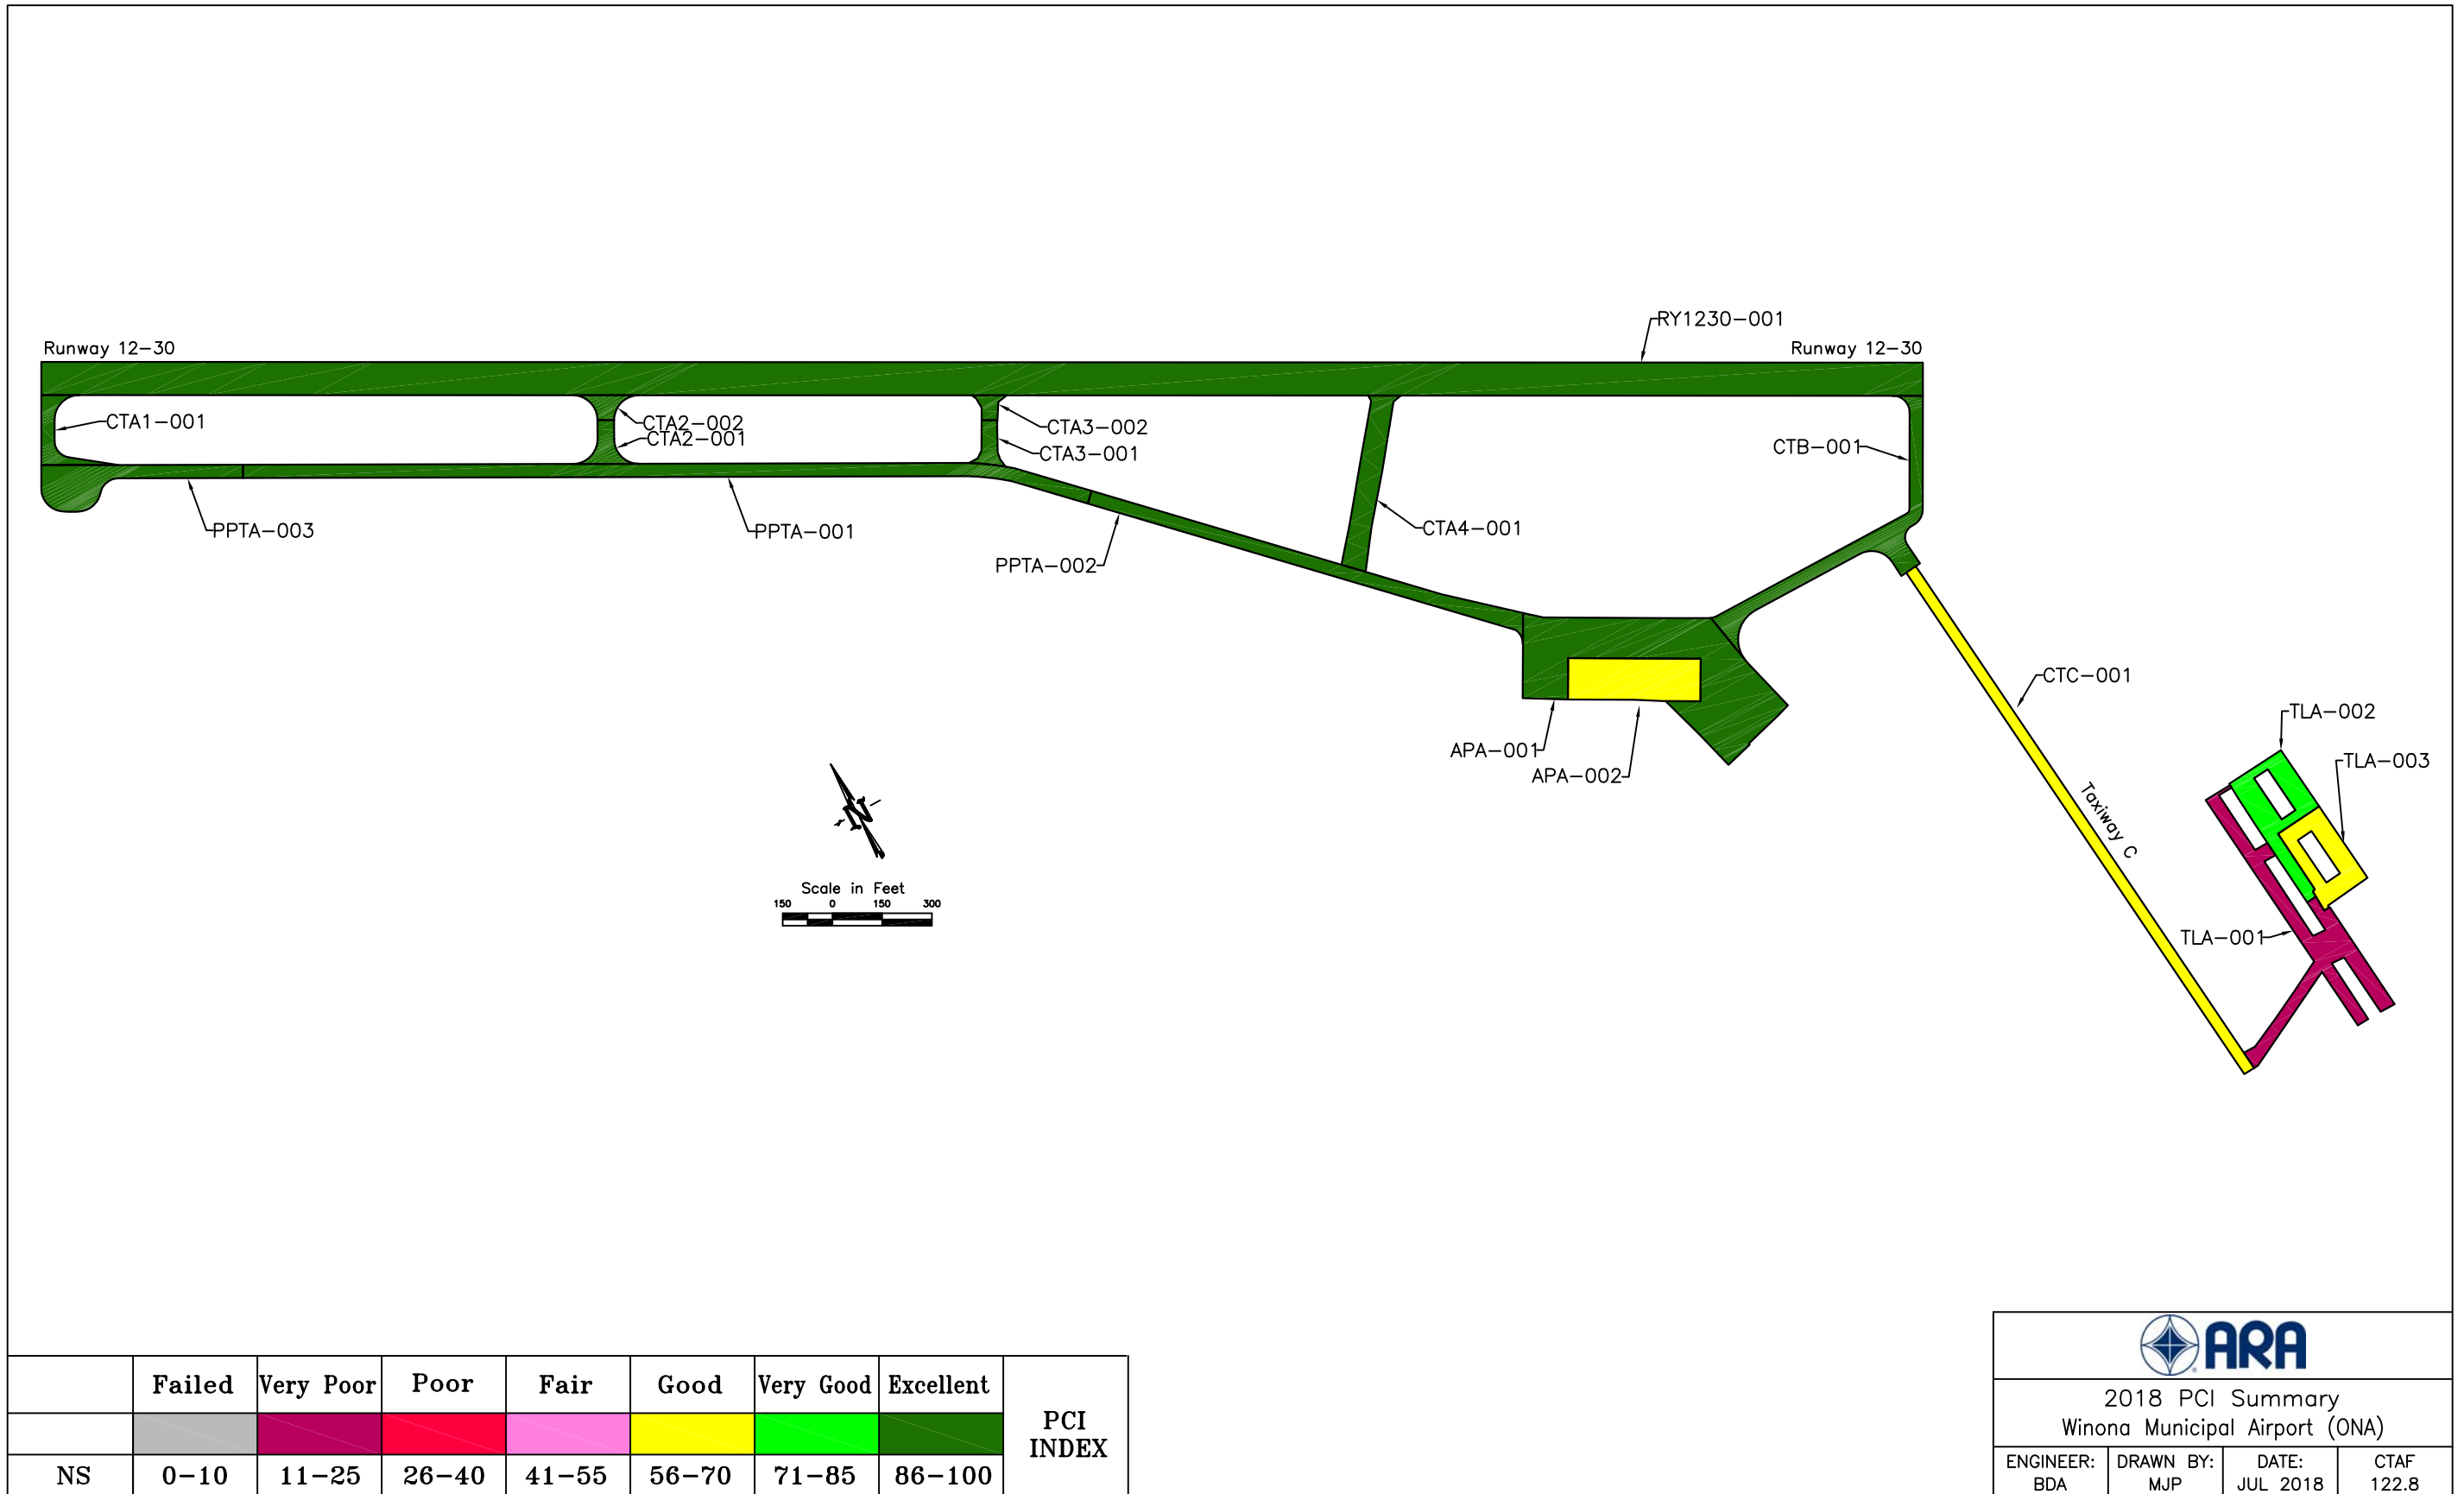 RY1230-001
Runway 12-30
Runway 12-30
CTA1-001
CTA2-002
CTA2-001
CTA3-002
CTA3-001
CTB-001
PPTA-003
PPTA-001
PPTA-002
CTA4-001
CTC-001
TLA-002
TLA-003
APA-001
APA-002
Taxiway C
TLA-001
N
Scale in Feet
150 0 150 300
Failed Very Poor Poor Fair Good Very Good Excellent
PCI
INDEX
NS 0-10 11-25 26-40 41-55 56-70 71-85 86-100
ARA
2018 PCI Summary
Winona Municipal Airport (ONA)
ENGINEER: DRAWN BY: DATE: CTAF
BDA MJP JUL 2018 122.8